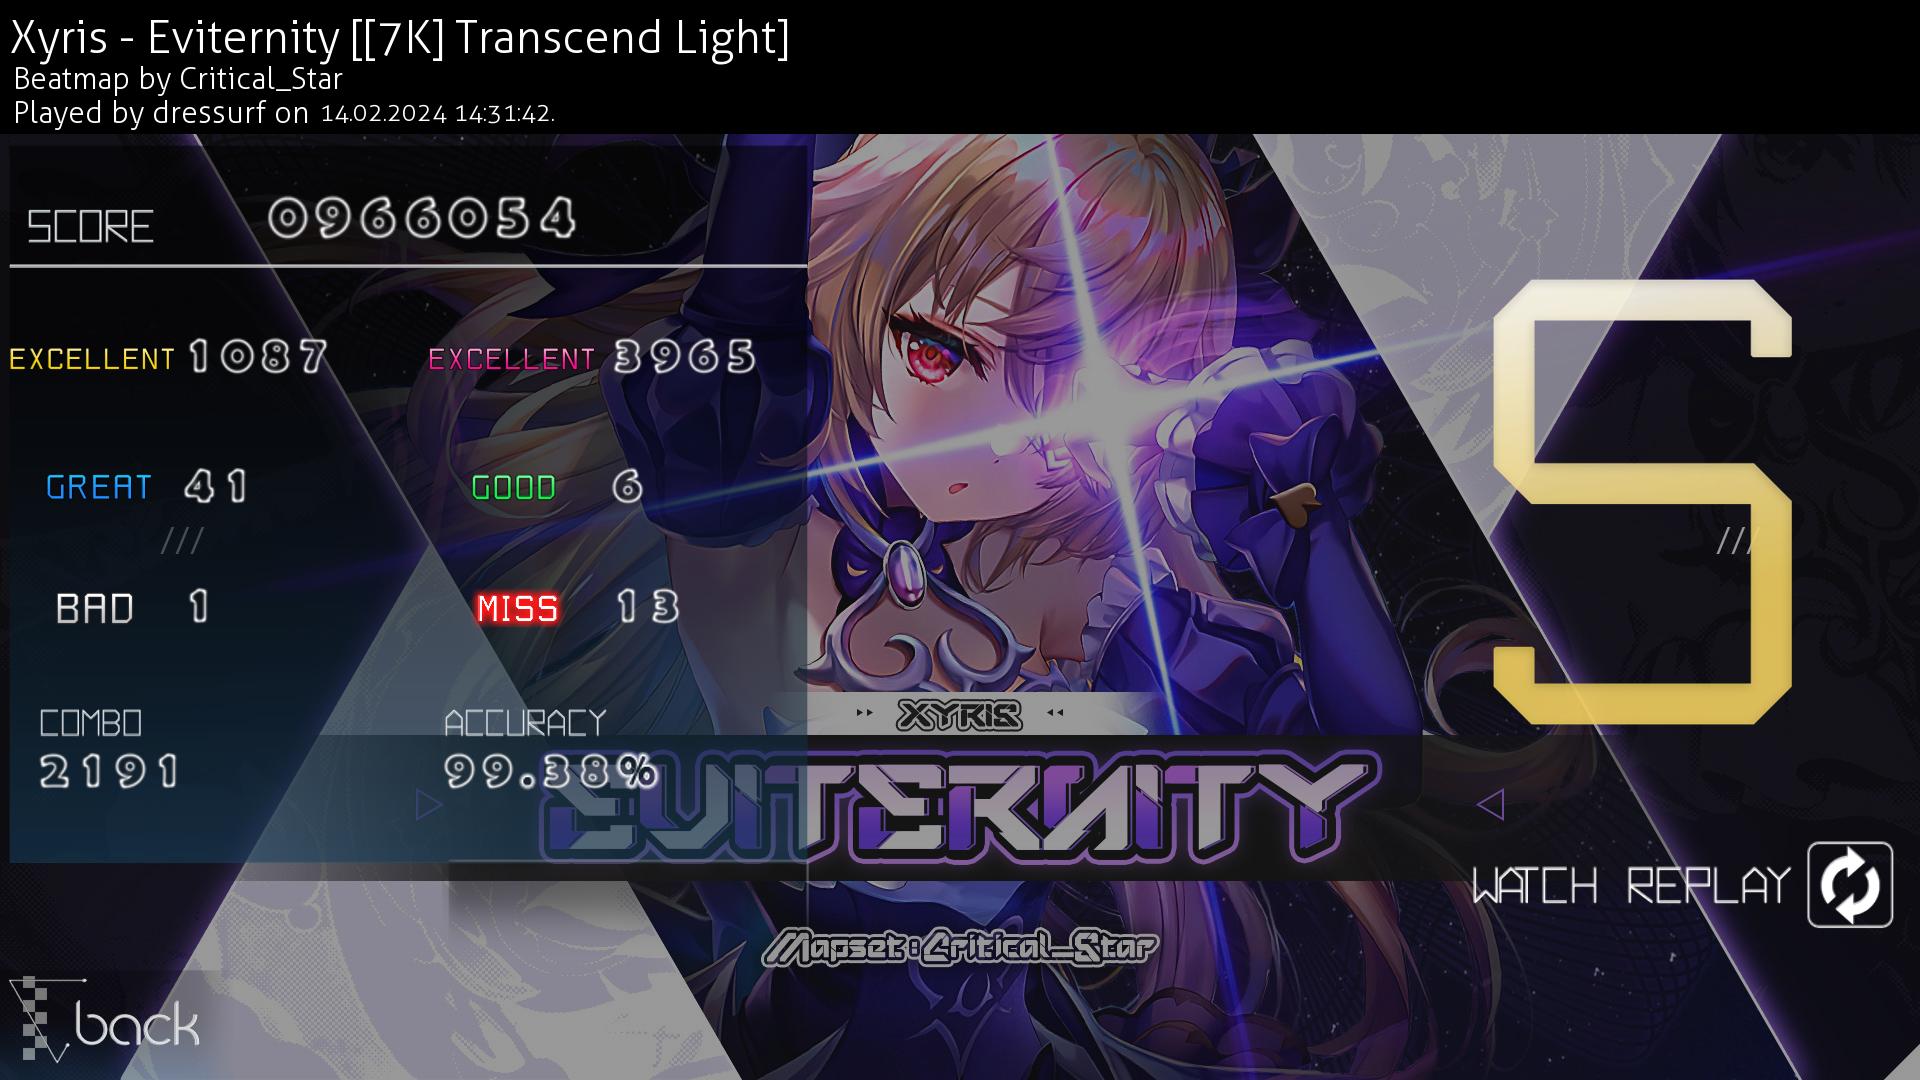 Xyris - Eviternity [[7K] Transcend Light]
Beatmap by Critical_Star
Played by dressurf on 14.02.2024 14:31:42.
SCORE 0966054
EXCELLENT 1087 EXCELLENT 3965
GREAT 41 GOOD 6
///
///
BAD 1 MISS 13
COMBO ACCURACY
2191 99.38%
XYRIS
EVITERNITY
WATCH REPLAY
Mapset: Critical_Star
back